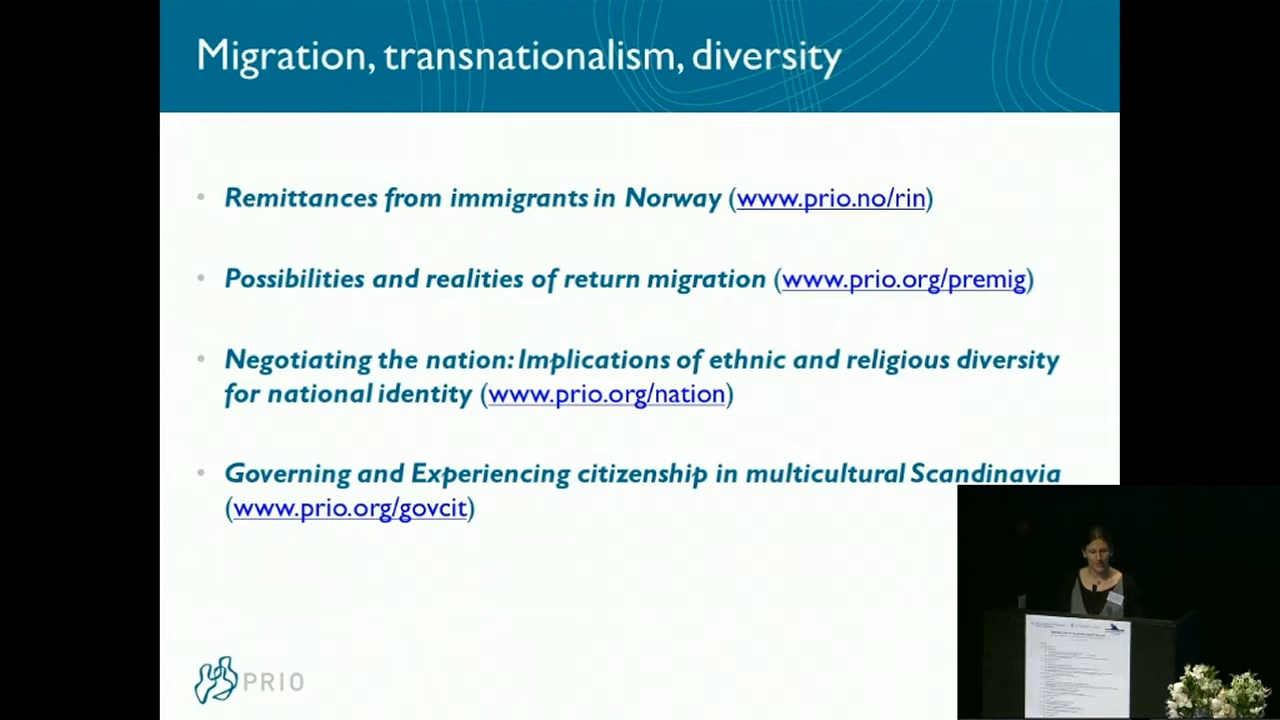 Migration, transnationalism, diversity
• Remittances from immigrants in Norway (www.prio.no/rin)
• Possibilities and realities of return migration (www.prio.org/premig)
• Negotiating the nation: Implications of ethnic and religious diversity
for national identity (www.prio.org/nation)
• Governing and Experiencing citizenship in multicultural Scandinavia
(www.prio.org/govcit)
PRIO